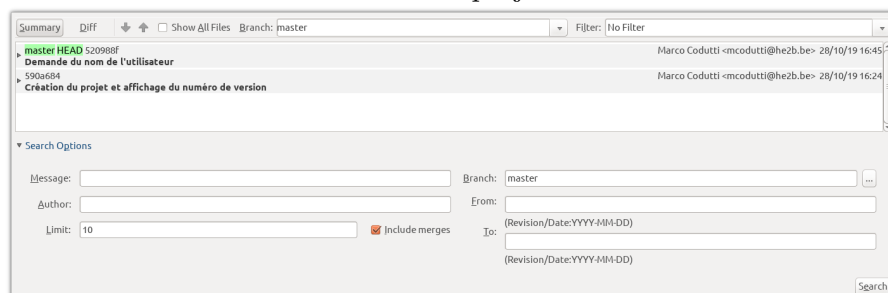 Summary Diff Show All Files Branch: master Filter: No Filter
master HEAD 520988f Marco Codutti <mcodutti@he2b.be> 28/10/19 16:45
Demande du nom de l'utilisateur
590a684 Marco Codutti <mcodutti@he2b.be> 28/10/19 16:24
Création du projet et affichage du numéro de version
Search Options
Message: Branch: master ...
Author: From:
(Revision/Date:YYYY-MM-DD)
Limit: 10 Include merges To:
(Revision/Date:YYYY-MM-DD)
Search